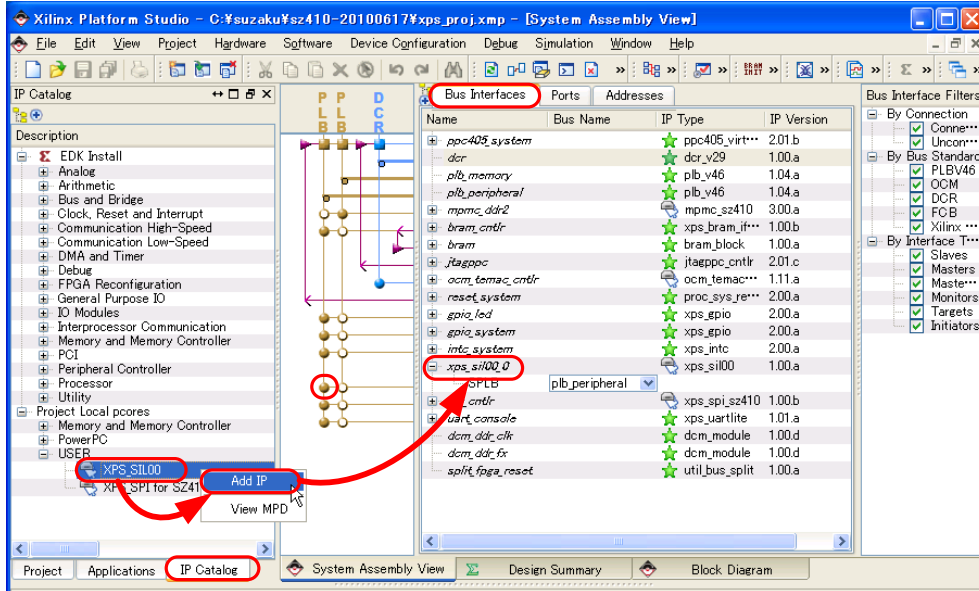 Xilinx Platform Studio - C:¥suzaku¥sz410-20100617¥xps_proj.xmp - [System Assembly View]
File Edit View Project Hardware Software Device Configuration Debug Simulation Window Help
IP Catalog
Description
EDK Install
Analog
Arithmetic
Bus and Bridge
Clock, Reset and Interrupt
Communication High-Speed
Communication Low-Speed
DMA and Timer
Debug
FPGA Reconfiguration
General Purpose IO
IO Modules
Interprocessor Communication
Memory and Memory Controller
PCI
Peripheral Controller
Processor
Utility
Project Local pcores
Memory and Memory Controller
PowerPC
USER
XPS_SIL00
XPS_SPI for SZ41
Add IP
View MPD
Project Applications IP Catalog
P P D
L L C
B B R
Bus Interfaces Ports Addresses
Name Bus Name IP Type IP Version
ppc405_system ppc405_virt... 2.01.b
dcr dcr_v29 1.00.a
plb_memory plb_v46 1.04.a
plb_peripheral plb_v46 1.04.a
mpmc_ddr2 mpmc_sz410 3.00.a
bram_cntlr xps_bram_if... 1.00.b
bram bram_block 1.00.a
jtagppc jtagppc_cntlr 2.01.c
ocm_temac_cntlr ocm_temac... 1.11.a
reset_system proc_sys_re... 2.00.a
gpio_led xps_gpio 2.00.a
gpio_system xps_gpio 2.00.a
intc_system xps_intc 2.00.a
xps_sil00_0 xps_sil00 1.00.a
SPLB plb_peripheral
_cntlr xps_spi_sz410 1.00.b
uart_console xps_uartlite 1.01.a
dcm_ddr_clk dcm_module 1.00.d
dcm_ddr_fx dcm_module 1.00.d
split_fpga_reset util_bus_split 1.00.a
System Assembly View Design Summary Block Diagram
Bus Interface Filters
By Connection
Conne...
Uncon...
By Bus Standard
PLBV46
OCM
DCR
FCB
Xilinx ...
By Interface T...
Slaves
Masters
Maste...
Monitors
Targets
Initiators